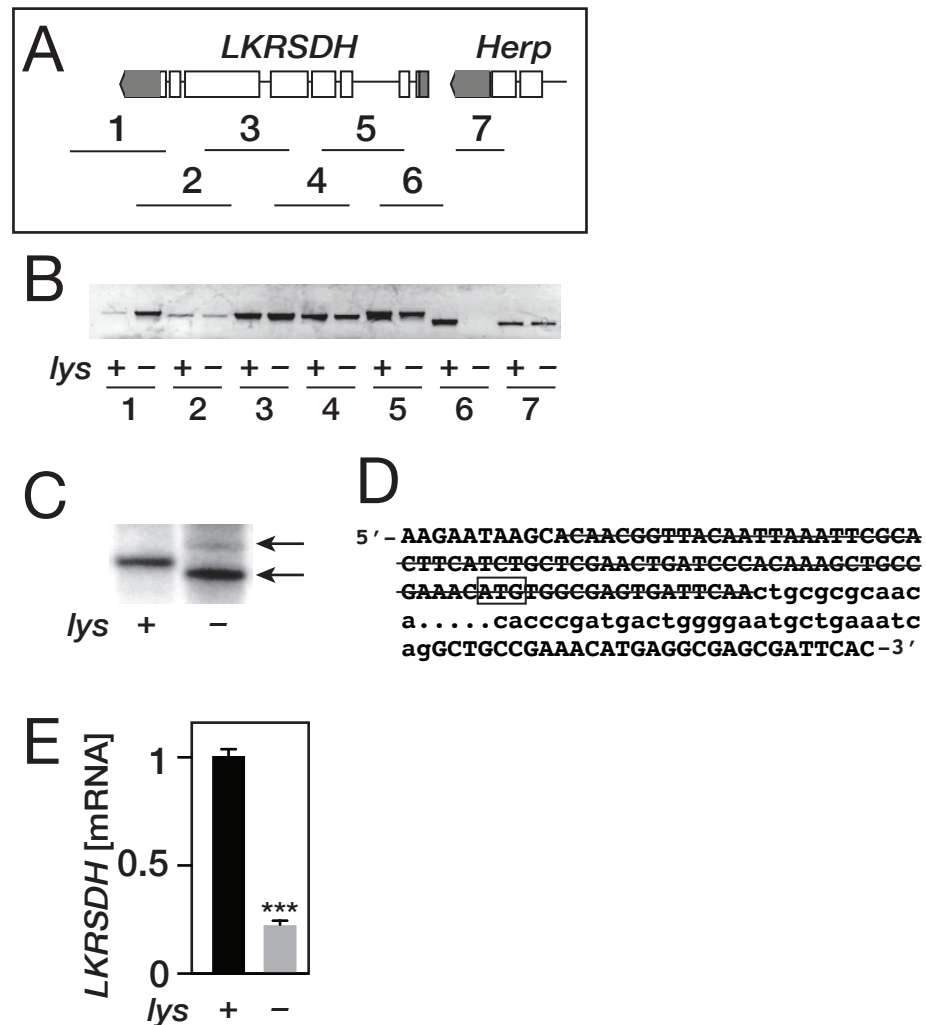 A
LKRSDH Herp
1 3 5 7
2 4 6
B
lys + − + − + − + − + − + − + −
1 2 3 4 5 6 7
C
lys + −
D
5′–AAGAATAAGCACAACGGTTACAATTAAATTCGCA
CTTCATCTGCTCGAACTGATCCCACAAAGCTGCC
GAAACATGTGGCGAGTGATTCAActgcgcgcaac
a.....cacccgatgactggggaatgctgaaatc
agGCTGCCGAAACATGAGGCGAGCGATTCAC–3′
E
LKRSDH [mRNA]
1
0.5
0
***
lys + −